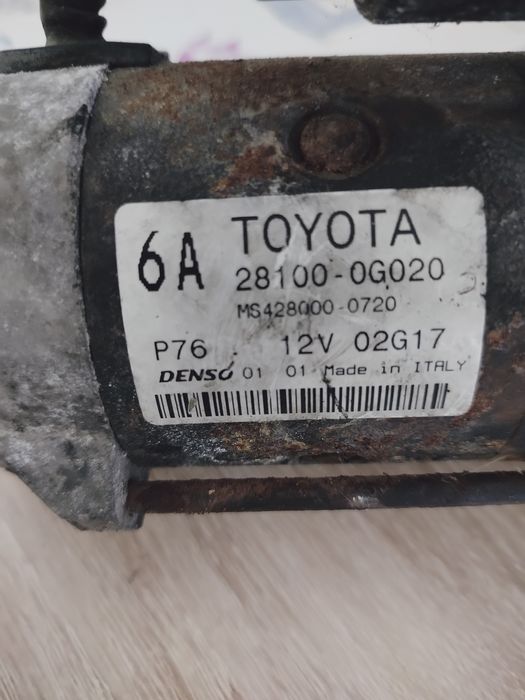 6A TOYOTA
28100-0G020
MS428000-0720
P76 12V 02G17
DENSO 01 01 Made in ITALY